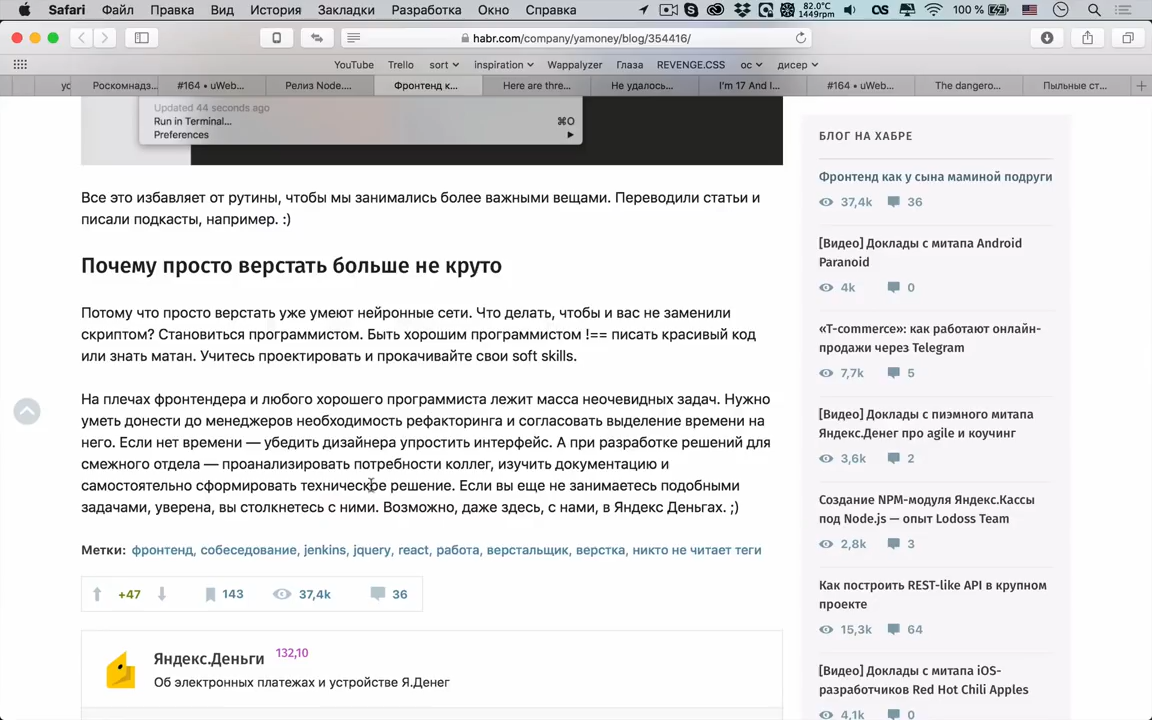 Safari Файл Правка Вид История Закладки Разработка Окно Справка 82.0°C 1449rpm 100 %
habr.com/company/yamoney/blog/354416/
YouTube Trello sort inspiration Wappalyzer Глаза REVENGE.CSS ос дисер
ус Роскомнадз... #164 • uWeb... Релиз Node.... Фронтенд к... Here are thre... Не удалось... I'm 17 And I... #164 • uWeb... The dangero... Пыльные ст...
Updated 44 seconds ago
Run in Terminal... ⌘O
Preferences
Все это избавляет от рутины, чтобы мы занимались более важными вещами. Переводили статьи и
писали подкасты, например. :)
Почему просто верстать больше не круто
Потому что просто верстать уже умеют нейронные сети. Что делать, чтобы и вас не заменили
скриптом? Становиться программистом. Быть хорошим программистом !== писать красивый код
или знать матан. Учитесь проектировать и прокачивайте свои soft skills.
На плечах фронтендера и любого хорошего программиста лежит масса неочевидных задач. Нужно
уметь донести до менеджеров необходимость рефакторинга и согласовать выделение времени на
него. Если нет времени — убедить дизайнера упростить интерфейс. А при разработке решений для
смежного отдела — проанализировать потребности коллег, изучить документацию и
самостоятельно сформировать техническое решение. Если вы еще не занимаетесь подобными
задачами, уверена, вы столкнетесь с ними. Возможно, даже здесь, с нами, в Яндекс Деньгах. ;)
Метки: фронтенд, собеседование, jenkins, jquery, react, работа, верстальщик, верстка, никто не читает теги
+47 143 37,4k 36
Яндекс.Деньги 132,10
Об электронных платежах и устройстве Я.Денег
БЛОГ НА ХАБРЕ
Фронтенд как у сына маминой подруги
37,4k 36
[Видео] Доклады с митапа Android
Paranoid
4k 0
«T-commerce»: как работают онлайн-
продажи через Telegram
7,7k 5
[Видео] Доклады с пиэмного митапа
Яндекс.Денег про agile и коучинг
3,6k 2
Создание NPM-модуля Яндекс.Кассы
под Node.js — опыт Lodoss Team
2,8k 3
Как построить REST-like API в крупном
проекте
15,3k 64
[Видео] Доклады с митапа iOS-
разработчиков Red Hot Chili Apples
4,1k 0